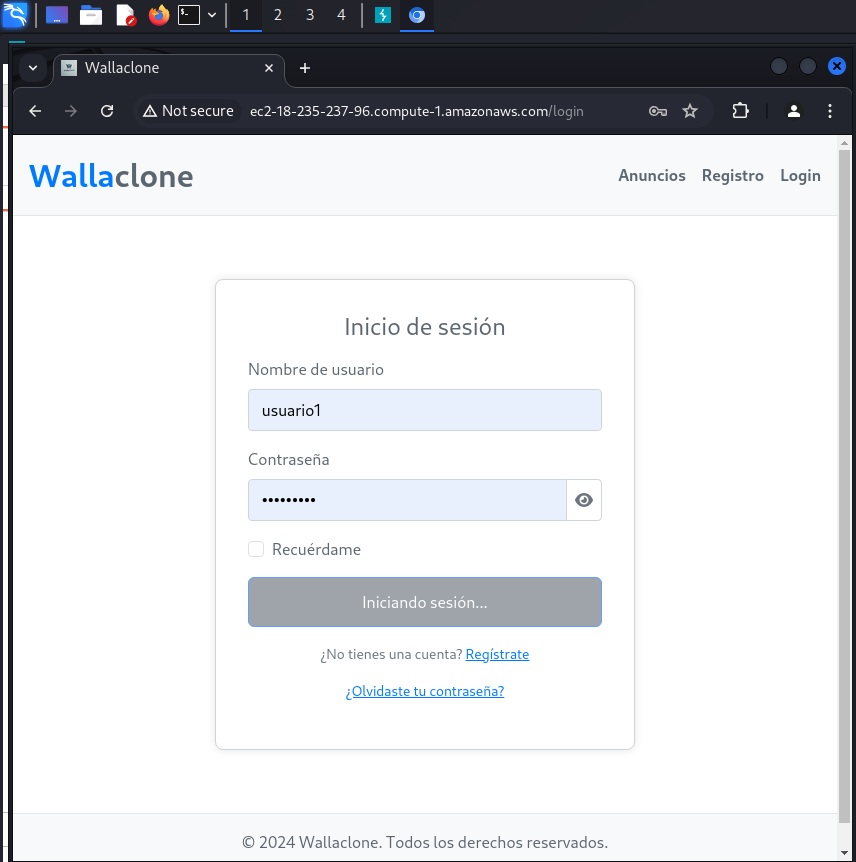 1 2 3 4
Wallaclone
Not secure ec2-18-235-237-96.compute-1.amazonaws.com/login
Wallaclone
Anuncios Registro Login
Inicio de sesión
Nombre de usuario
usuario1
Contraseña
•••••••••
Recuérdame
Iniciando sesión...
¿No tienes una cuenta? Regístrate
¿Olvidaste tu contraseña?
© 2024 Wallaclone. Todos los derechos reservados.